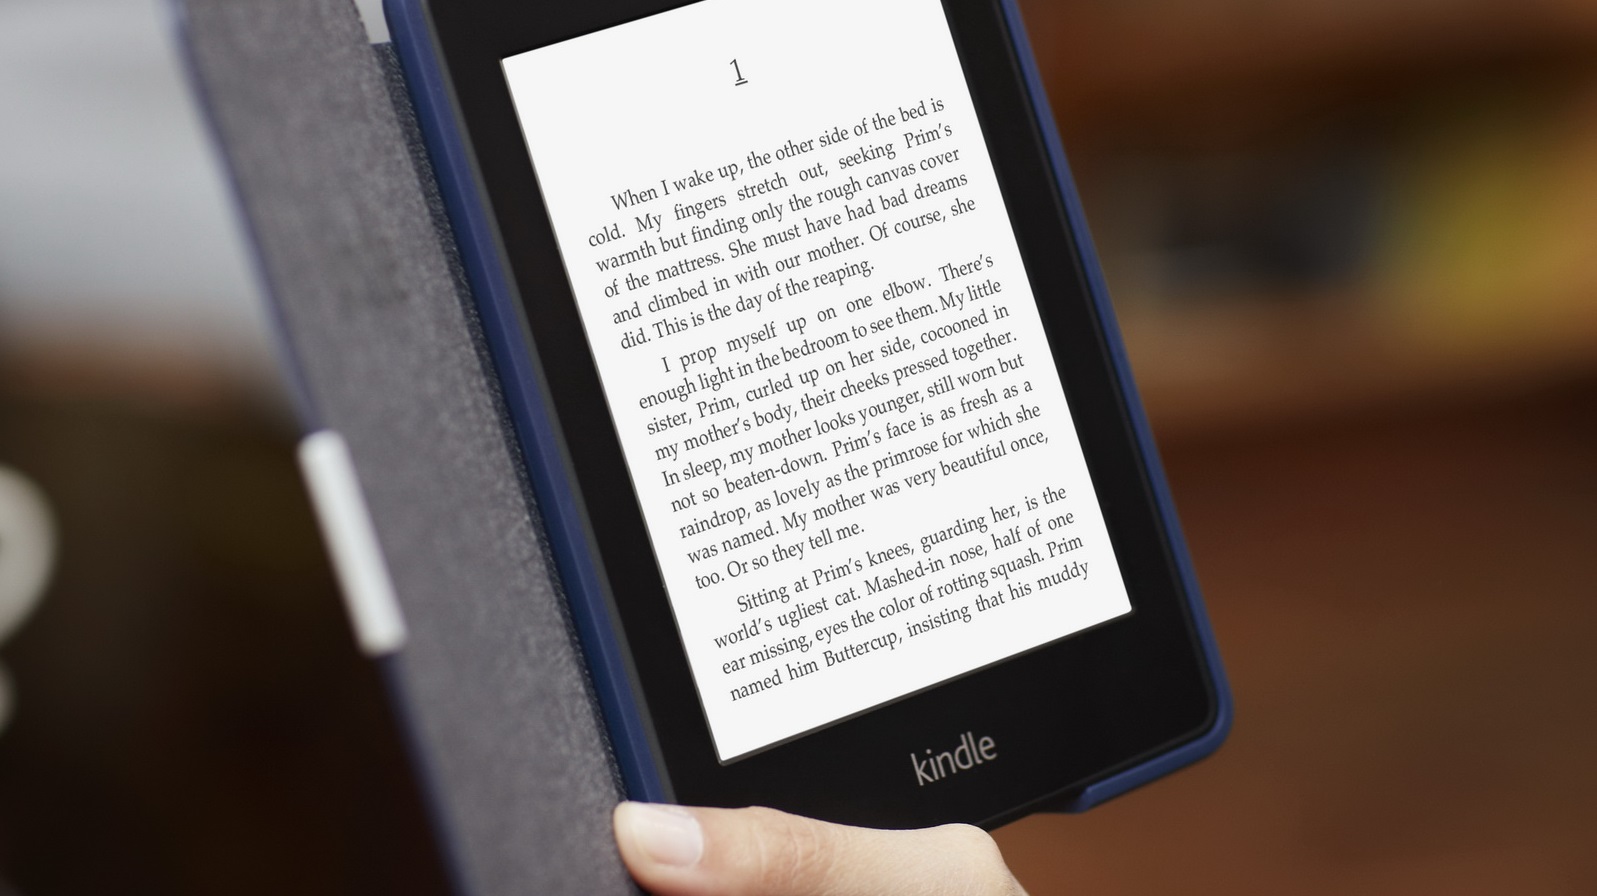 1
When I wake up, the other side of the bed is
cold. My fingers stretch out, seeking Prim's
warmth but finding only the rough canvas cover
of the mattress. She must have had bad dreams
and climbed in with our mother. Of course, she
did. This is the day of the reaping.
I prop myself up on one elbow. There's
enough light in the bedroom to see them. My little
sister, Prim, curled up on her side, cocooned in
my mother's body, their cheeks pressed together.
In sleep, my mother looks younger, still worn but
not so beaten-down. Prim's face is as fresh as a
raindrop, as lovely as the primrose for which she
was named. My mother was very beautiful once,
too. Or so they tell me.
Sitting at Prim's knees, guarding her, is the
world's ugliest cat. Mashed-in nose, half of one
ear missing, eyes the color of rotting squash. Prim
named him Buttercup, insisting that his muddy
kindle